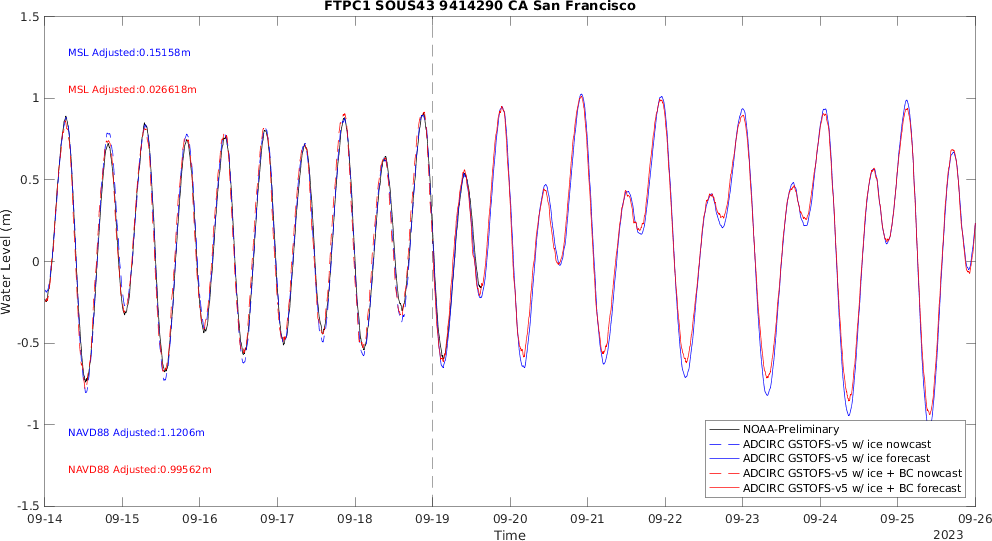 FTPC1 SOUS43 9414290 CA San Francisco
1.5
MSL Adjusted:0.15158m
MSL Adjusted:0.026618m
1
0.5
Water Level (m)
0
-0.5
-1
NAVD88 Adjusted:1.1206m
NAVD88 Adjusted:0.99562m
-1.5
NOAA-Preliminary
ADCIRC GSTOFS-v5 w/ ice nowcast
ADCIRC GSTOFS-v5 w/ ice forecast
ADCIRC GSTOFS-v5 w/ ice + BC nowcast
ADCIRC GSTOFS-v5 w/ ice + BC forecast
09-14 09-15 09-16 09-17 09-18 09-19 09-20 09-21 09-22 09-23 09-24 09-25 09-26
Time
2023